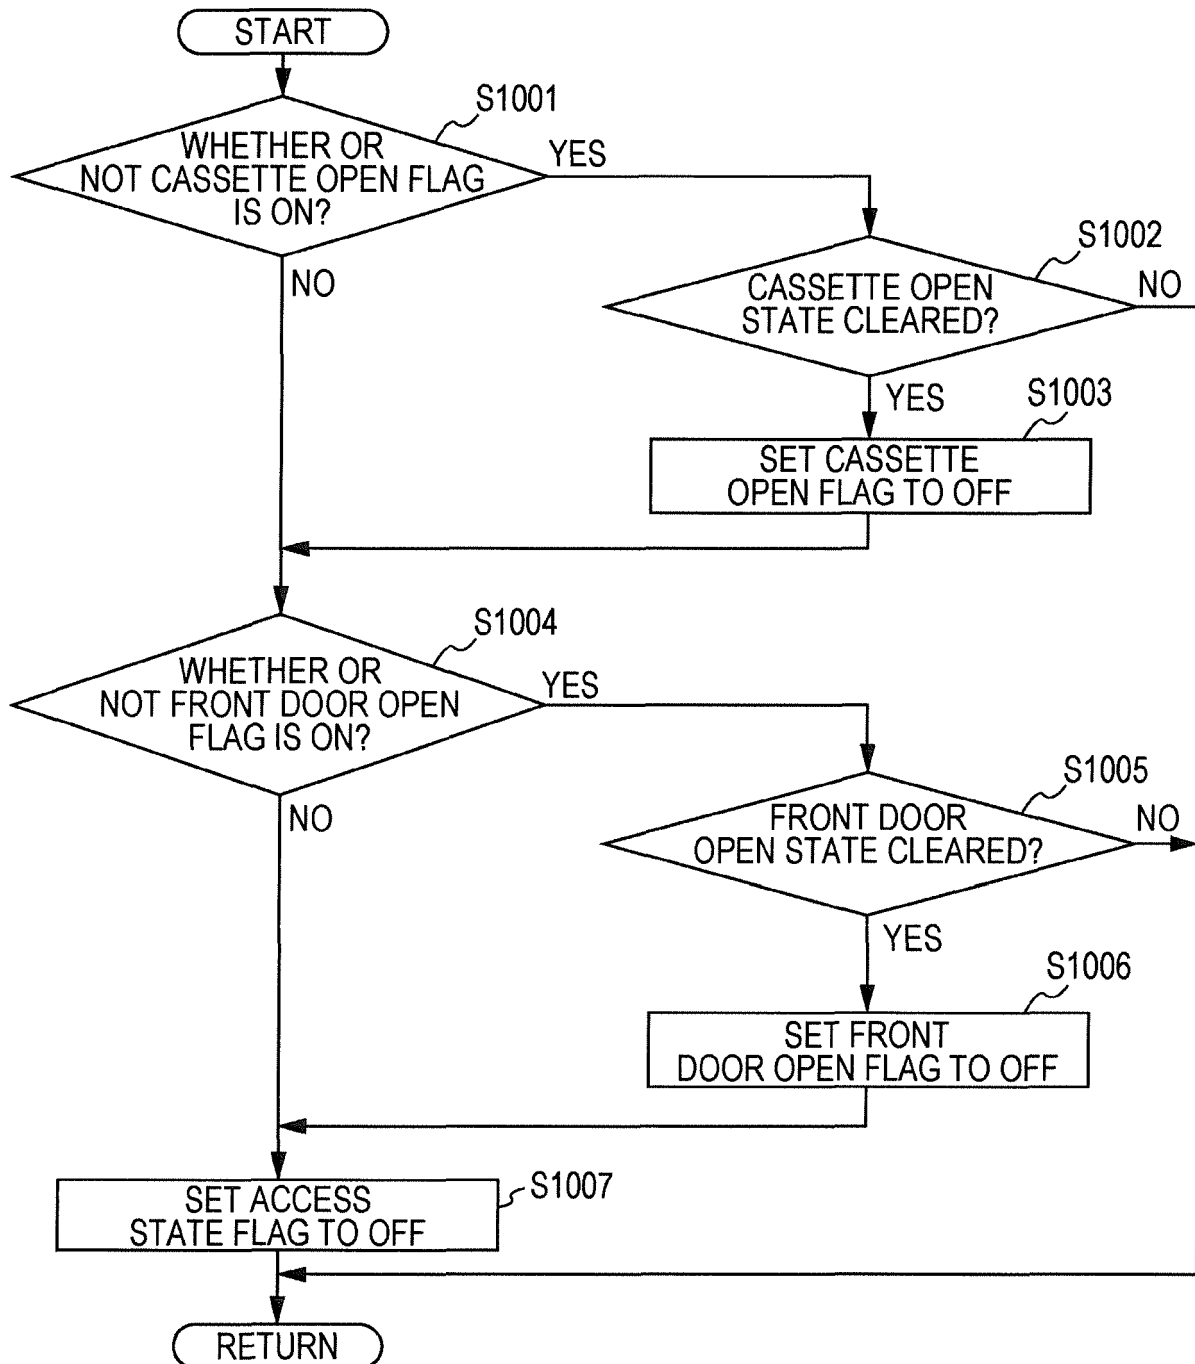 START
S1001
WHETHER OR
NOT CASSETTE OPEN FLAG
IS ON?
YES
NO
S1002
CASSETTE OPEN
STATE CLEARED?
NO
YES
S1003
SET CASSETTE
OPEN FLAG TO OFF
S1004
WHETHER OR
NOT FRONT DOOR OPEN
FLAG IS ON?
YES
NO
S1005
FRONT DOOR
OPEN STATE CLEARED?
NO
YES
S1006
SET FRONT
DOOR OPEN FLAG TO OFF
S1007
SET ACCESS
STATE FLAG TO OFF
RETURN